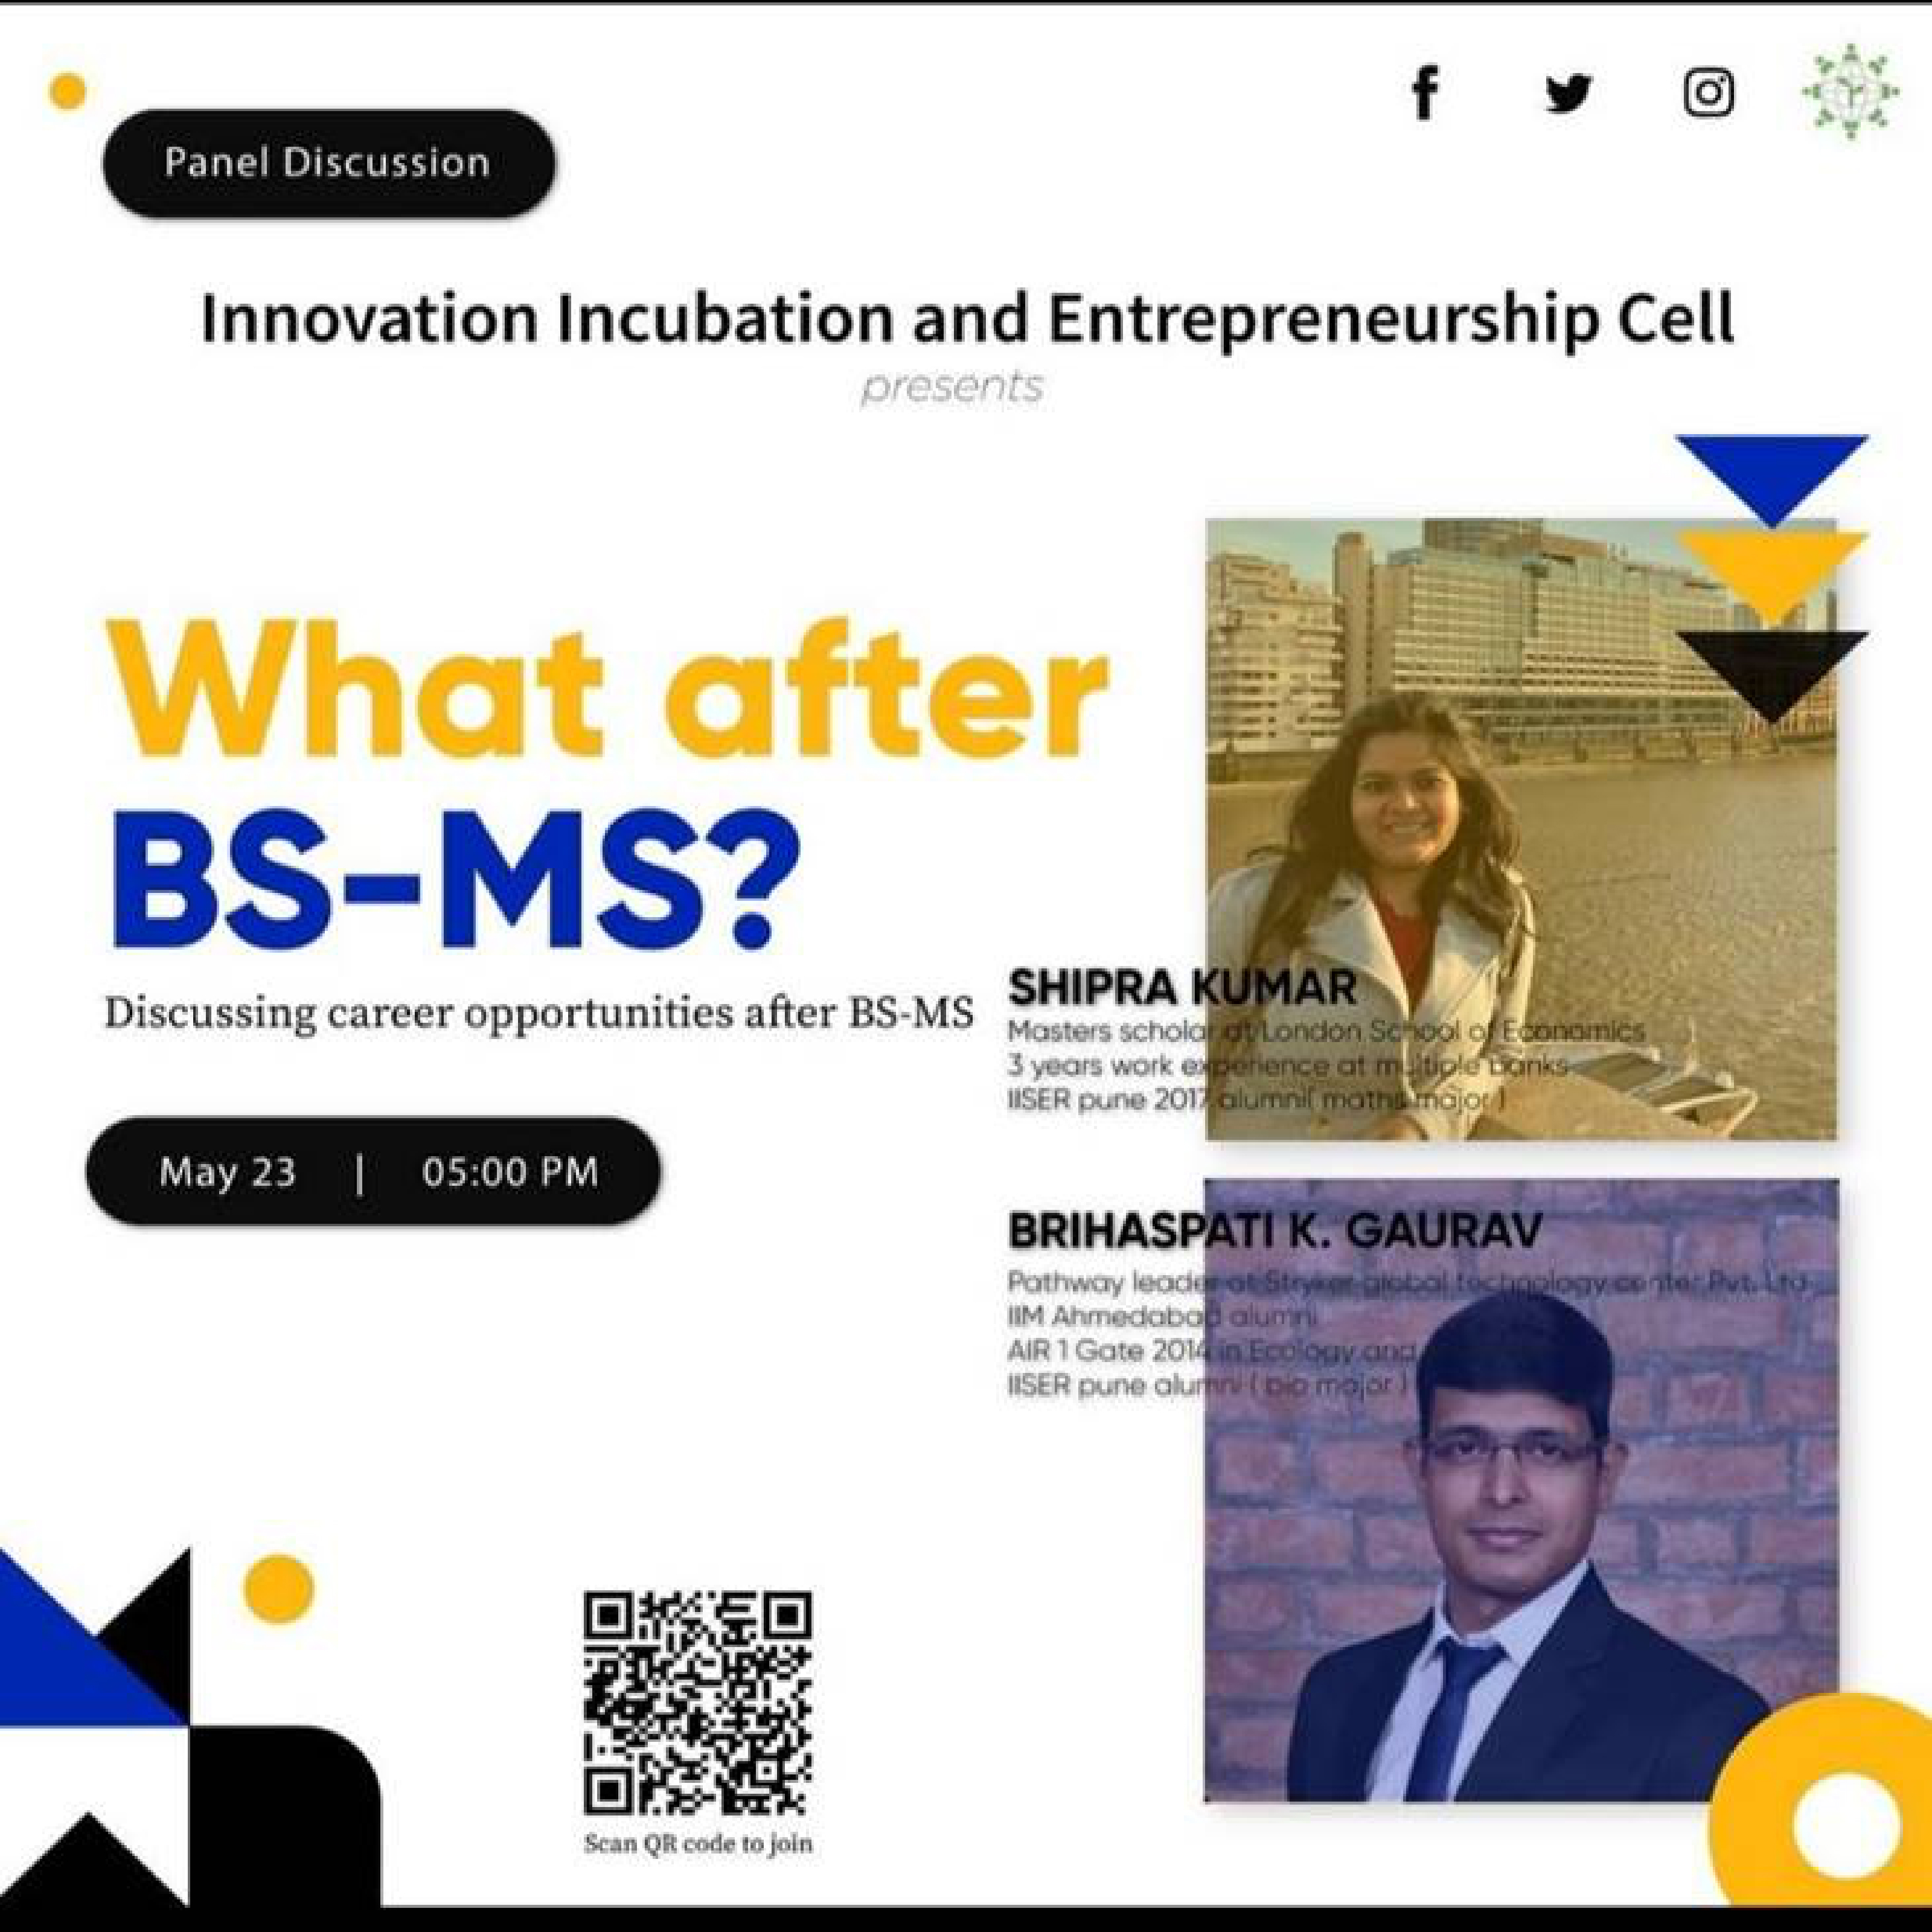 Panel Discussion
Innovation Incubation and Entrepreneurship Cell
presents
What after
BS-MS?
Discussing career opportunities after BS-MS
May 23 | 05:00 PM
SHIPRA KUMAR
Masters scholar at London School of Economics
3 years work experience at multiple banks
IISER pune 2017 alumni( maths major )
BRIHASPATI K. GAURAV
Pathway leader at Stryker global technology center Pvt. Ltd
IIM Ahmedabad alumni
AIR 1 Gate 2014 in Ecology and
IISER pune alumni ( bio major )
Scan QR code to join